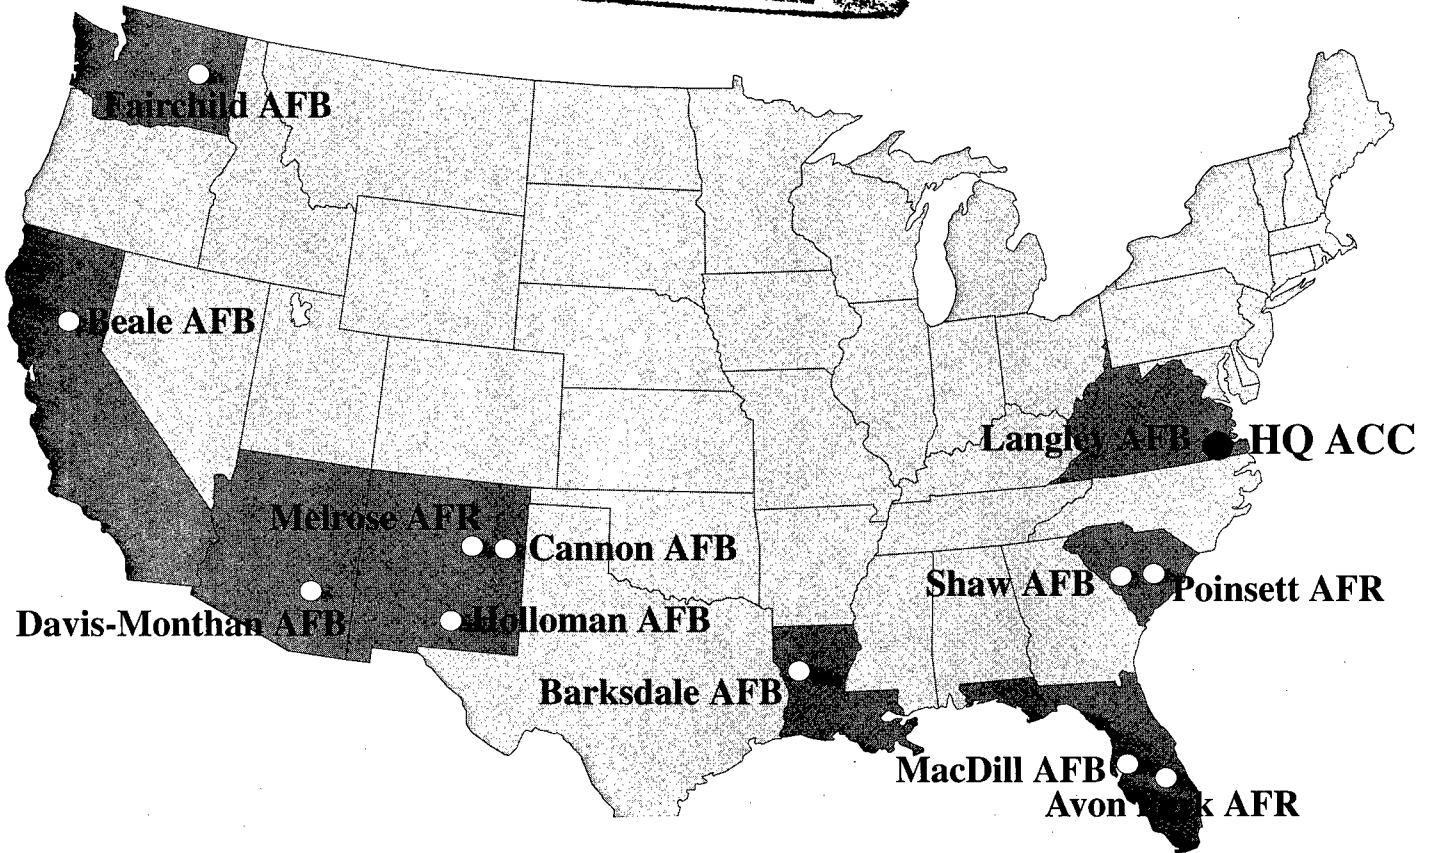 Fairchild AFB
Beale AFB
Langley AFB
HQ ACC
Melrose AFR
Cannon AFB
Shaw AFB
Poinsett AFR
Davis-Monthan AFB
Holloman AFB
Barksdale AFB
MacDill AFB
Avon Park AFR